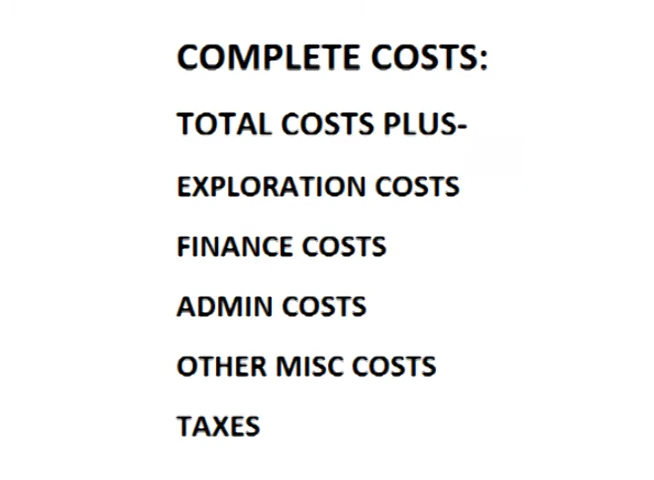 COMPLETE COSTS:
TOTAL COSTS PLUS-
EXPLORATION COSTS
FINANCE COSTS
ADMIN COSTS
OTHER MISC COSTS
TAXES